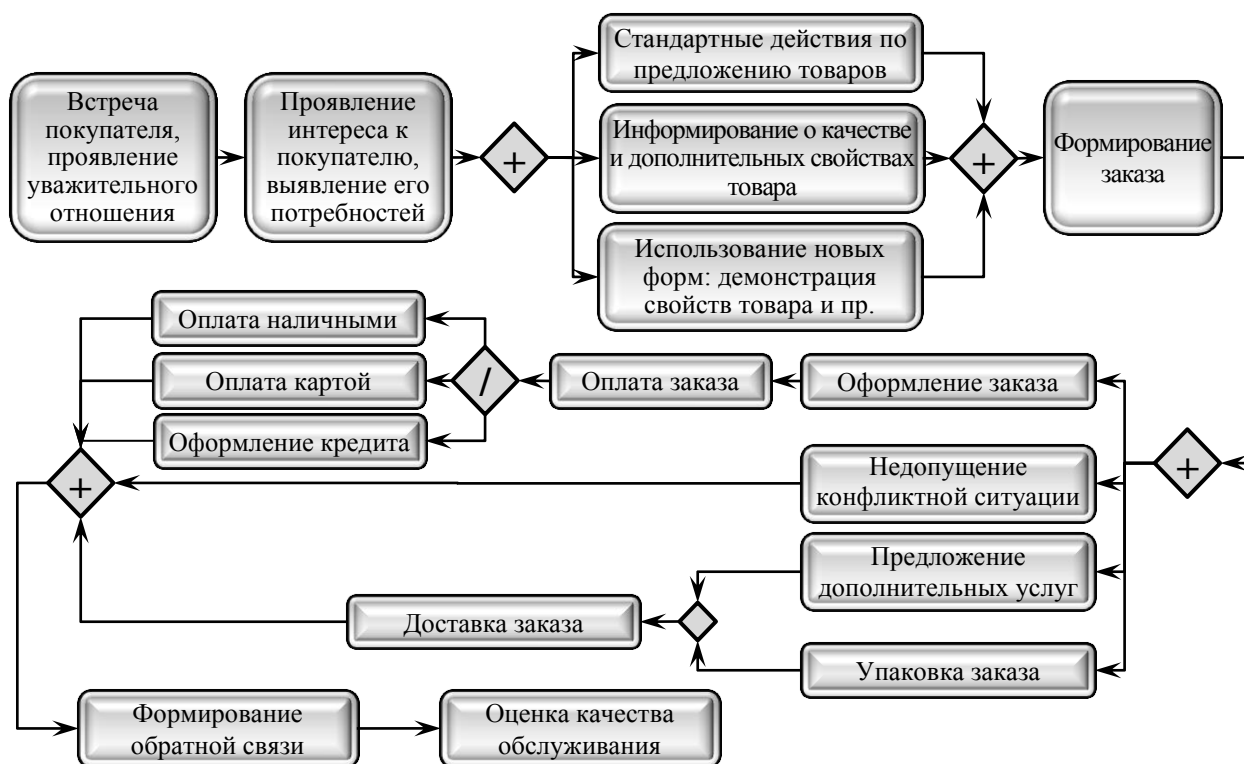 Встреча
покупателя,
проявление
уважительного
отношения
Проявление
интереса к
покупателю,
выявление его
потребностей
+
Стандартные действия по
предложению товаров
Информирование о качестве
и дополнительных свойствах
товара
Использование новых
форм: демонстрация
свойств товара и пр.
+
Формирование
заказа
Оплата наличными
Оплата картой
Оформление кредита
/
Оплата заказа
Оформление заказа
+
+
Недопущение
конфликтной ситуации
Предложение
дополнительных услуг
Доставка заказа
Упаковка заказа
Формирование
обратной связи
Оценка качества
обслуживания